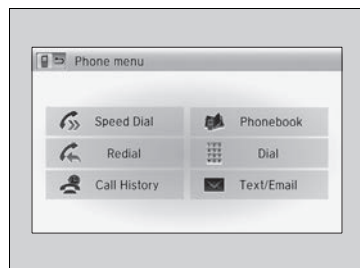 Phone menu
Speed Dial
Phonebook
Redial
Dial
Call History
Text/Email